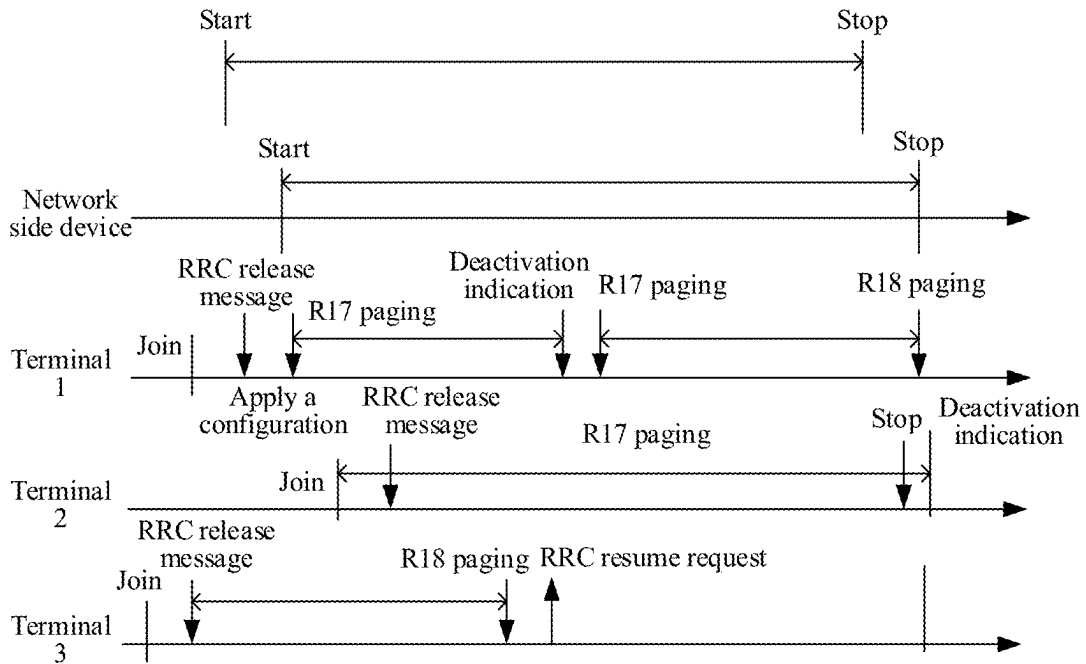 Start
Stop
Start
Stop
Network
side device
RRC release
message
R17 paging
Deactivation
indication
R17 paging
R18 paging
Join
Terminal
1
Apply a
configuration
RRC release
message
R17 paging
Stop
Deactivation
indication
Join
Terminal
2
RRC release
message
R18 paging
RRC resume request
Join
Terminal
3